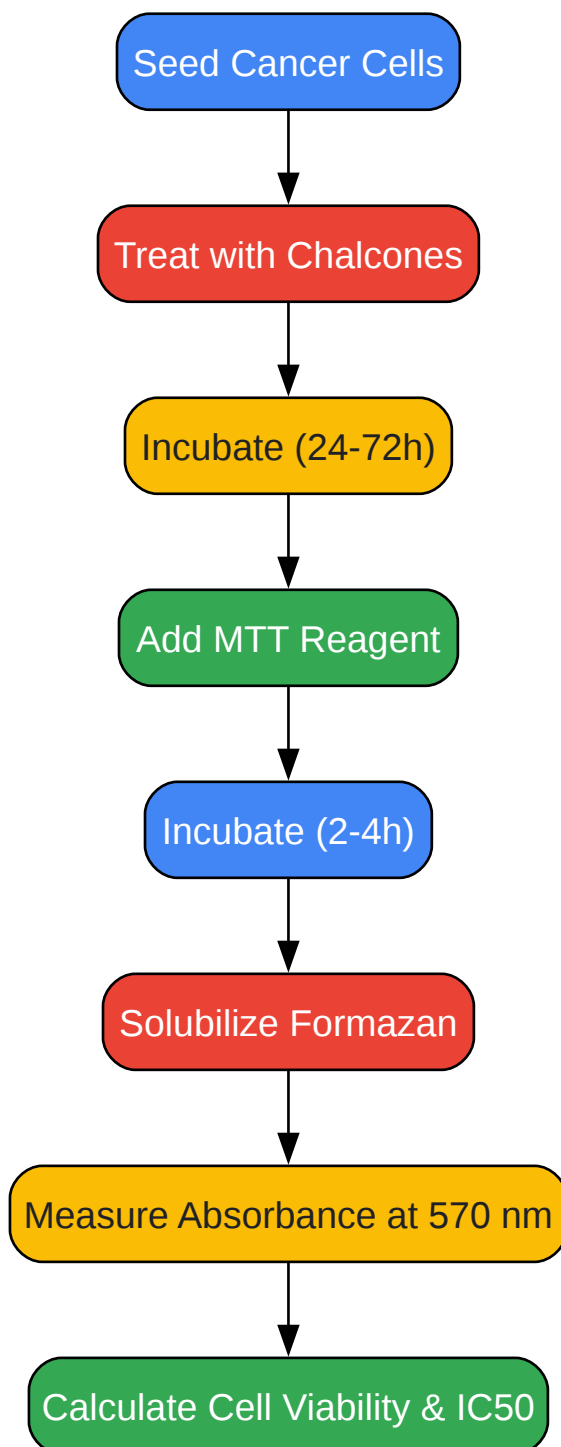 Seed Cancer Cells
Treat with Chalcones
Incubate (24-72h)
Add MTT Reagent
Incubate (2-4h)
Solubilize Formazan
Measure Absorbance at 570 nm
Calculate Cell Viability & IC50